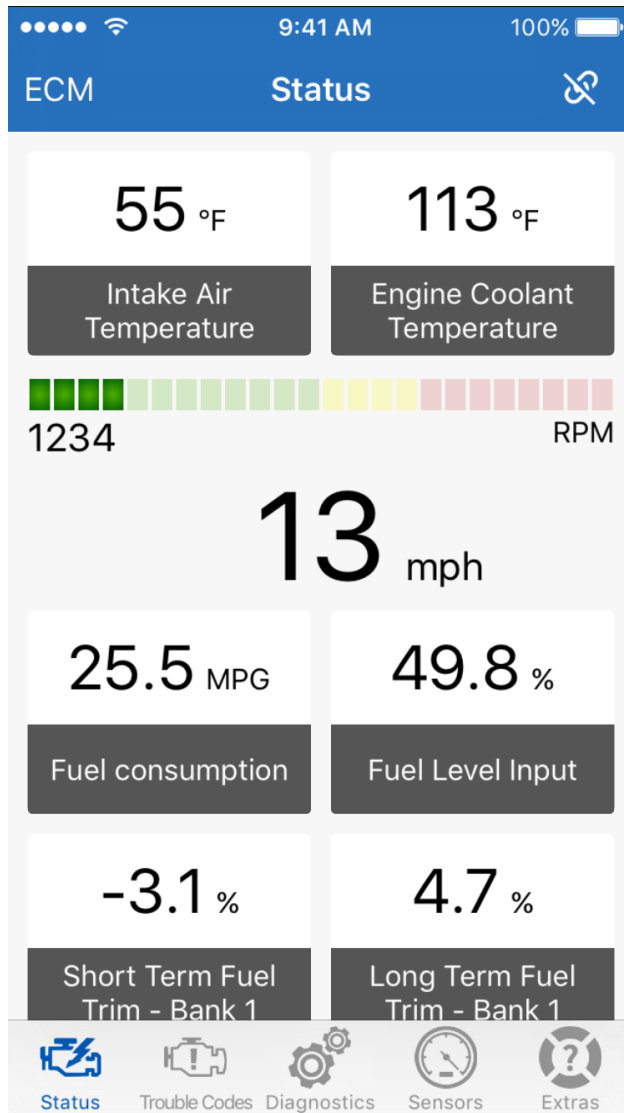 9:41 AM 100%
ECM Status
55 °F 113 °F
Intake Air Engine Coolant
Temperature Temperature
1234 RPM
13 mph
25.5 MPG 49.8 %
Fuel consumption Fuel Level Input
-3.1 % 4.7 %
Short Term Fuel Long Term Fuel
Trim - Bank 1 Trim - Bank 1
Status Trouble Codes Diagnostics Sensors Extras